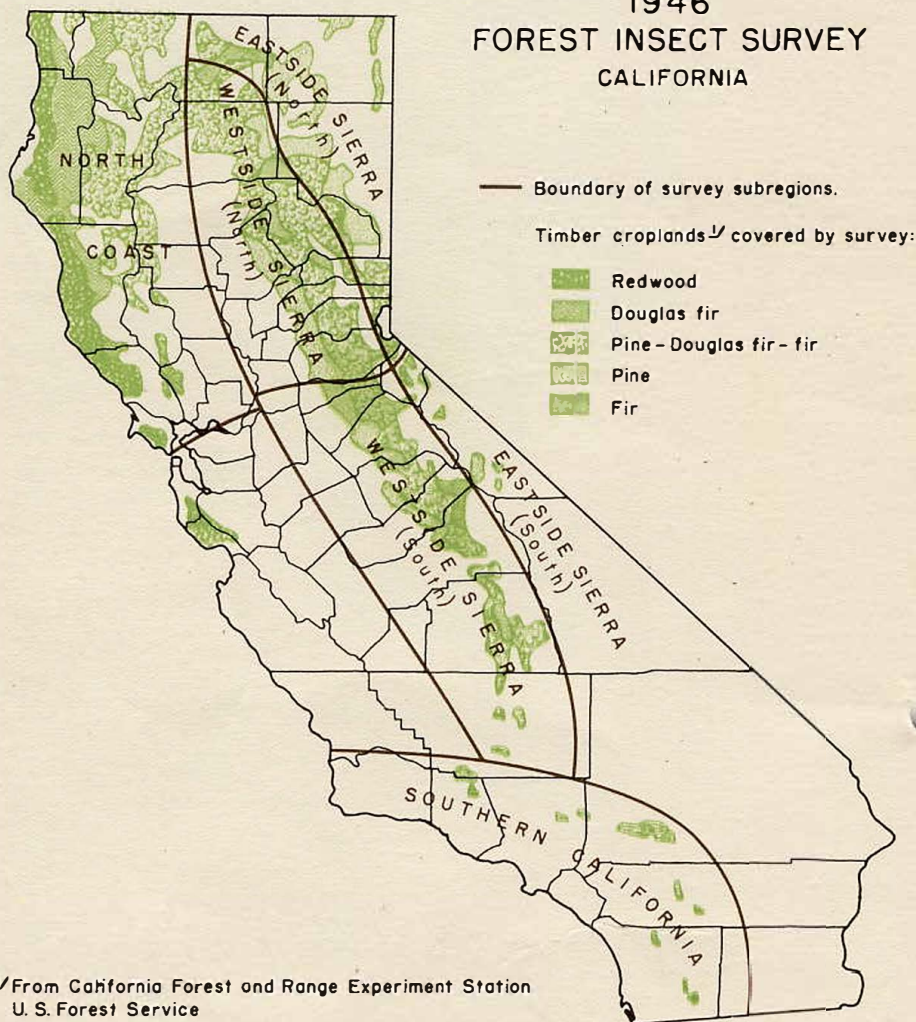 1946
FOREST INSECT SURVEY
CALIFORNIA
Boundary of survey subregions.
Timber croplands 1/ covered by survey:
Redwood
Douglas fir
Pine - Douglas fir - fir
Pine
Fir
EASTSIDE SIERRA
(North)
WESTSIDE SIERRA
(North)
NORTH
COAST
WESTSIDE SIERRA
(South)
EASTSIDE SIERRA
(South)
SOUTHERN CALIFORNIA
/ From California Forest and Range Experiment Station
U. S. Forest Service